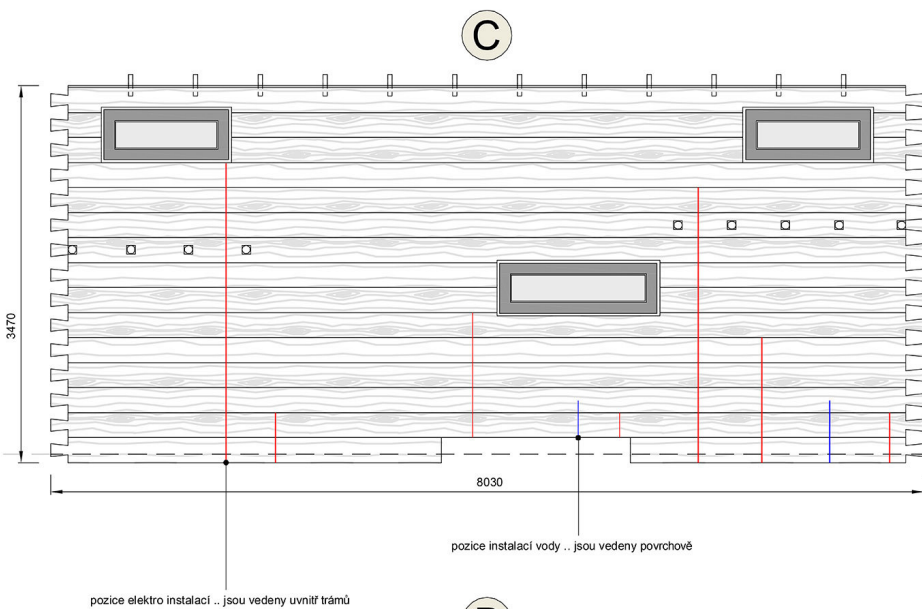 C
3470
8030
pozice instalací vody .. jsou vedeny povrchově
pozice elektro instalací .. jsou vedeny uvnitř trámů